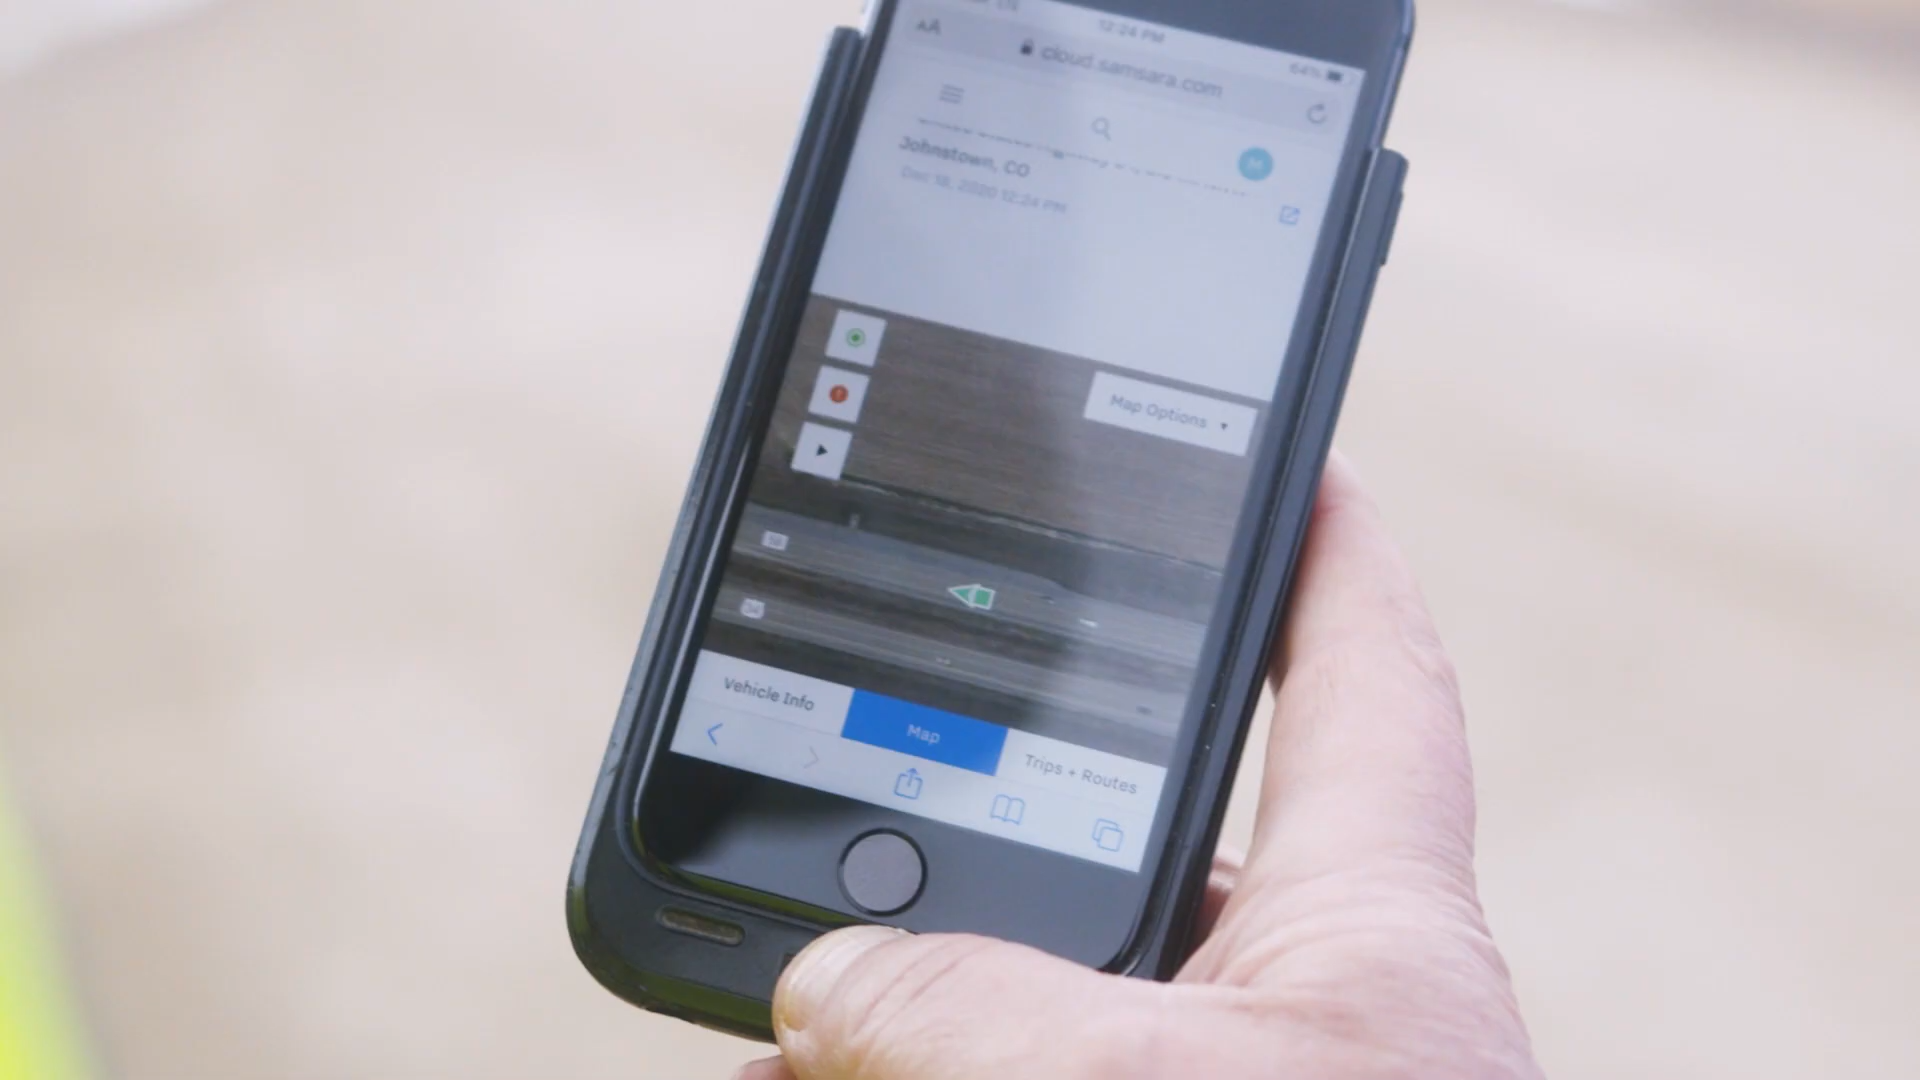 12:24 PM
64%
AA
cloud.samsara.com
M
Johnstown, CO
Dec 18, 2020 12:24 PM
Map Options
34
Vehicle Info
Map
Trips + Routes